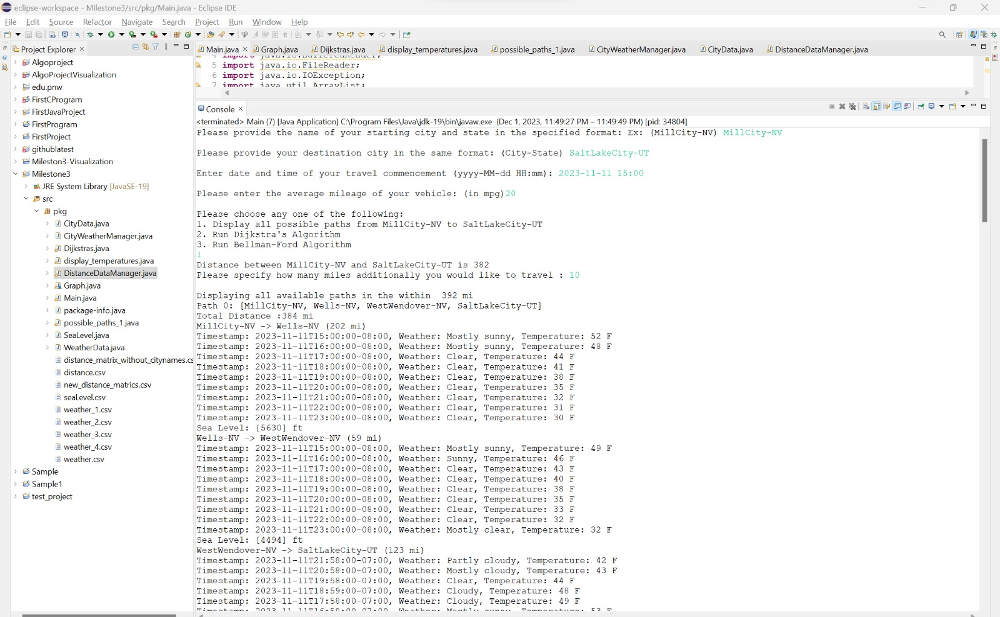 eclipse-workspace - Milestone3/src/pkg/Main.java - Eclipse IDE
File Edit Source Refactor Navigate Search Project Run Window Help
Project Explorer
Algoproject
AlgoProjectVisualization
edu.pnw
FirstCProgram
FirstJavaProject
FirstProgram
FirstProject
githublatest
Mileston3-Visualization
Milestone3
JRE System Library [JavaSE-19]
src
pkg
CityData.java
CityWeatherManager.java
Dijkstras.java
display_temperatures.java
DistanceDataManager.java
Graph.java
Main.java
package-info.java
possible_paths_1.java
SeaLevel.java
WeatherData.java
distance_matrix_without_citynames.cs
distance.csv
new_distance_matrics.csv
seaLevel.csv
weather_1.csv
weather_2.csv
weather_3.csv
weather_4.csv
weather.csv
Sample
Sample1
test_project
Main.java Graph.java Dijkstras.java display_temperatures.java possible_paths_1.java CityWeatherManager.java CityData.java DistanceDataManager.java
4 import java.io.BufferedReader;
5 import java.io.FileReader;
6 import java.io.IOException;
7 import java.util.ArrayList;
Console
<terminated> Main (7) [Java Application] C:\Program Files\Java\jdk-19\bin\javaw.exe (Dec 1, 2023, 11:49:27 PM – 11:49:49 PM) [pid: 34804]
Please provide the name of your starting city and state in the specified format: Ex: (MillCity-NV) MillCity-NV
Please provide your destination city in the same format: (City-State) SaltLakeCity-UT
Enter date and time of your travel commencement (yyyy-MM-dd HH:mm): 2023-11-11 15:00
Please enter the average mileage of your vehicle: (in mpg)20
Please choose any one of the following:
1. Display all possible paths from MillCity-NV to SaltLakeCity-UT
2. Run Dijkstra's Algorithm
3. Run Bellman-Ford Algorithm
1
Distance between MillCity-NV and SaltLakeCity-UT is 382
Please specify how many miles additionally you would like to travel : 10
Displaying all available paths in the within 392 mi
Path 0: [MillCity-NV, Wells-NV, WestWendover-NV, SaltLakeCity-UT]
Total Distance :384 mi
MillCity-NV -> Wells-NV (202 mi)
Timestamp: 2023-11-11T15:00:00-08:00, Weather: Mostly sunny, Temperature: 52 F
Timestamp: 2023-11-11T16:00:00-08:00, Weather: Mostly sunny, Temperature: 48 F
Timestamp: 2023-11-11T17:00:00-08:00, Weather: Clear, Temperature: 44 F
Timestamp: 2023-11-11T18:00:00-08:00, Weather: Clear, Temperature: 41 F
Timestamp: 2023-11-11T19:00:00-08:00, Weather: Clear, Temperature: 38 F
Timestamp: 2023-11-11T20:00:00-08:00, Weather: Clear, Temperature: 35 F
Timestamp: 2023-11-11T21:00:00-08:00, Weather: Clear, Temperature: 32 F
Timestamp: 2023-11-11T22:00:00-08:00, Weather: Clear, Temperature: 31 F
Timestamp: 2023-11-11T23:00:00-08:00, Weather: Clear, Temperature: 30 F
Sea Level: [5630] ft
Wells-NV -> WestWendover-NV (59 mi)
Timestamp: 2023-11-11T15:00:00-08:00, Weather: Mostly sunny, Temperature: 49 F
Timestamp: 2023-11-11T16:00:00-08:00, Weather: Sunny, Temperature: 46 F
Timestamp: 2023-11-11T17:00:00-08:00, Weather: Clear, Temperature: 43 F
Timestamp: 2023-11-11T18:00:00-08:00, Weather: Clear, Temperature: 40 F
Timestamp: 2023-11-11T19:00:00-08:00, Weather: Clear, Temperature: 38 F
Timestamp: 2023-11-11T20:00:00-08:00, Weather: Clear, Temperature: 35 F
Timestamp: 2023-11-11T21:00:00-08:00, Weather: Clear, Temperature: 33 F
Timestamp: 2023-11-11T22:00:00-08:00, Weather: Clear, Temperature: 32 F
Timestamp: 2023-11-11T23:00:00-08:00, Weather: Mostly clear, Temperature: 32 F
Sea Level: [4494] ft
WestWendover-NV -> SaltLakeCity-UT (123 mi)
Timestamp: 2023-11-11T21:58:00-07:00, Weather: Partly cloudy, Temperature: 42 F
Timestamp: 2023-11-11T20:58:00-07:00, Weather: Mostly cloudy, Temperature: 43 F
Timestamp: 2023-11-11T19:58:00-07:00, Weather: Clear, Temperature: 44 F
Timestamp: 2023-11-11T18:59:00-07:00, Weather: Cloudy, Temperature: 48 F
Timestamp: 2023-11-11T17:58:00-07:00, Weather: Cloudy, Temperature: 49 F
Timestamp: 2023-11-11T16:58:00-07:00, Weather: Mostly sunny, Temperature: 53 F